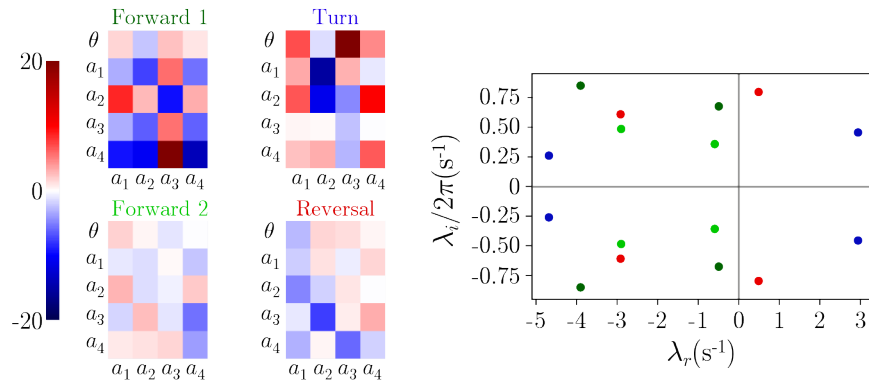 Forward 1
Turn
20
0
-20
θ
a₁
a₂
a₃
a₄
a₁ a₂ a₃ a₄
θ
a₁
a₂
a₃
a₄
a₁ a₂ a₃ a₄
Forward 2
Reversal
θ
a₁
a₂
a₃
a₄
a₁ a₂ a₃ a₄
θ
a₁
a₂
a₃
a₄
a₁ a₂ a₃ a₄
λᵢ/2π(s⁻¹)
0.75
0.50
0.25
0
-0.25
-0.50
-0.75
-5 -4 -3 -2 -1 0 1 2 3
λᵣ(s⁻¹)